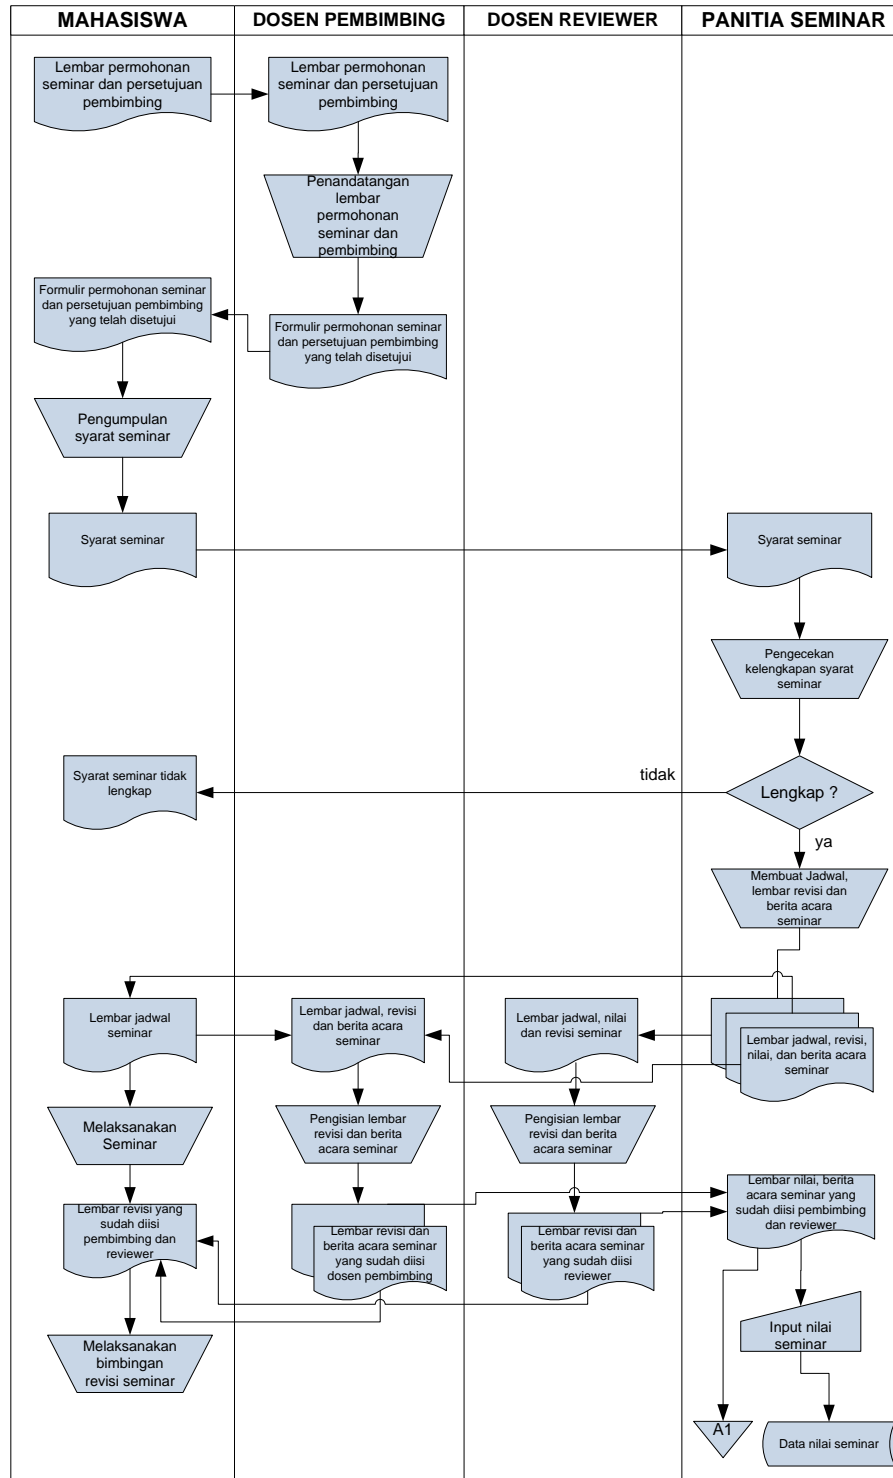 MAHASISWA
DOSEN PEMBIMBING
DOSEN REVIEWER
PANITIA SEMINAR
Lembar permohonan
seminar dan persetujuan
pembimbing
Lembar permohonan
seminar dan persetujuan
pembimbing
Penandatangan
lembar
permohonan
seminar dan
pembimbing
Formulir permohonan seminar
dan persetujuan pembimbing
yang telah disetujui
Formulir permohonan seminar
dan persetujuan pembimbing
yang telah disetujui
Pengumpulan
syarat seminar
Syarat seminar
Syarat seminar
Pengecekan
kelengkapan syarat
seminar
Syarat seminar tidak
lengkap
tidak
Lengkap ?
ya
Membuat Jadwal,
lembar revisi dan
berita acara
seminar
Lembar jadwal
seminar
Lembar jadwal, revisi
dan berita acara
seminar
Lembar jadwal, nilai
dan revisi seminar
Lembar jadwal, revisi,
nilai, dan berita acara
seminar
Melaksanakan
Seminar
Pengisian lembar
revisi dan berita
acara seminar
Pengisian lembar
revisi dan berita
acara seminar
Lembar revisi yang
sudah diisi
pembimbing dan
reviewer
Lembar revisi dan
berita acara seminar
yang sudah diisi
dosen pembimbing
Lembar revisi dan
berita acara seminar
yang sudah diisi
reviewer
Lembar nilai, berita
acara seminar yang
sudah diisi pembimbing
dan reviewer
Melaksanakan
bimbingan
revisi seminar
Input nilai
seminar
A1
Data nilai seminar